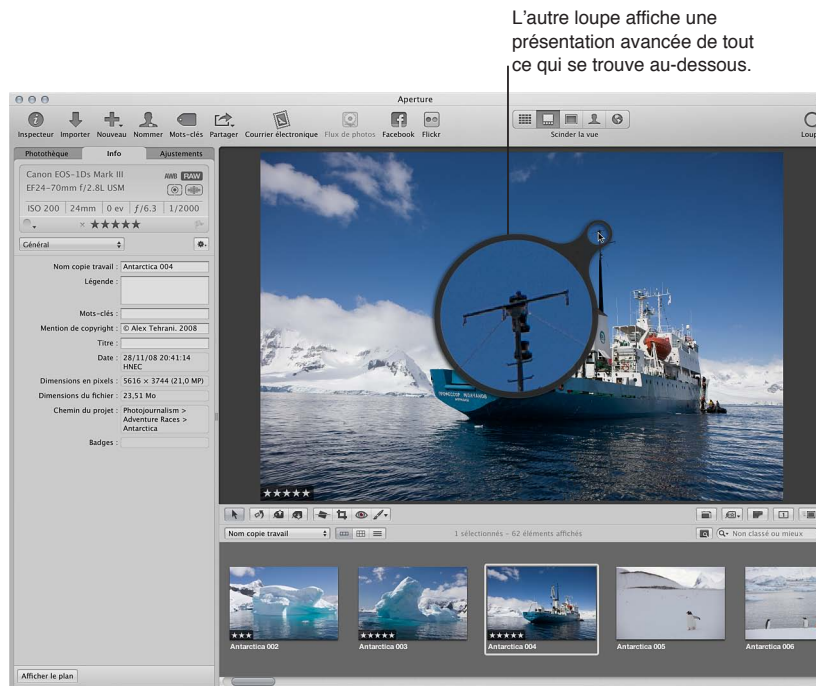 L'autre loupe affiche une
présentation avancée de tout
ce qui se trouve au-dessous.
Aperture
Inspecteur Importer Nouveau Nommer Mots-clés Partager Courrier électronique Flux de photos Facebook Flickr Scinder la vue
Photothèque Info Ajustements
Canon EOS-1Ds Mark III AWB RAW
EF24-70mm f/2.8L USM
ISO 200 24mm 0 ev ƒ/6.3 1/2000
× ★★★★★
Général
Nom copie travail : Antarctica 004
Légende :
Mots-clés :
Mention de copyright : © Alex Tehrani. 2008
Titre :
Date : 28/11/08 20:41:14
HNEC
Dimensions en pixels : 5616 × 3744 (21,0 MP)
Dimensions du fichier : 23,51 Mo
Chemin du projet : Photojournalism >
Adventure Races >
Antarctica
Badges :
★★★★★
Nom copie travail 1 sélectionnés - 62 éléments affichés Non classé ou mieux
★★★ ★★★★★ ★★★★★
Antarctica 002 Antarctica 003 Antarctica 004 Antarctica 005 Antarctica 006
Afficher le plan